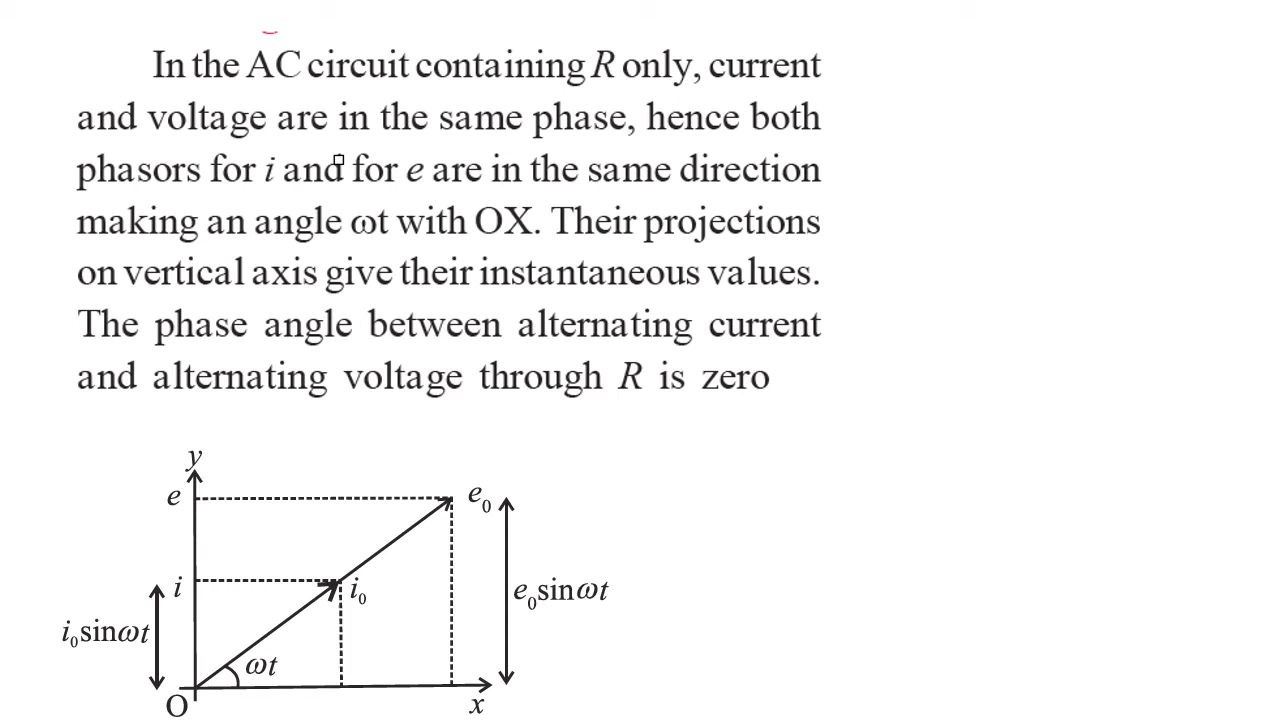 In the AC circuit containing R only, current
and voltage are in the same phase, hence both
phasors for i and for e are in the same direction
making an angle ωt with OX. Their projections
on vertical axis give their instantaneous values.
The phase angle between alternating current
and alternating voltage through R is zero
y
e
e₀
i
i₀
e₀sinωt
i₀sinωt
ωt
O
x